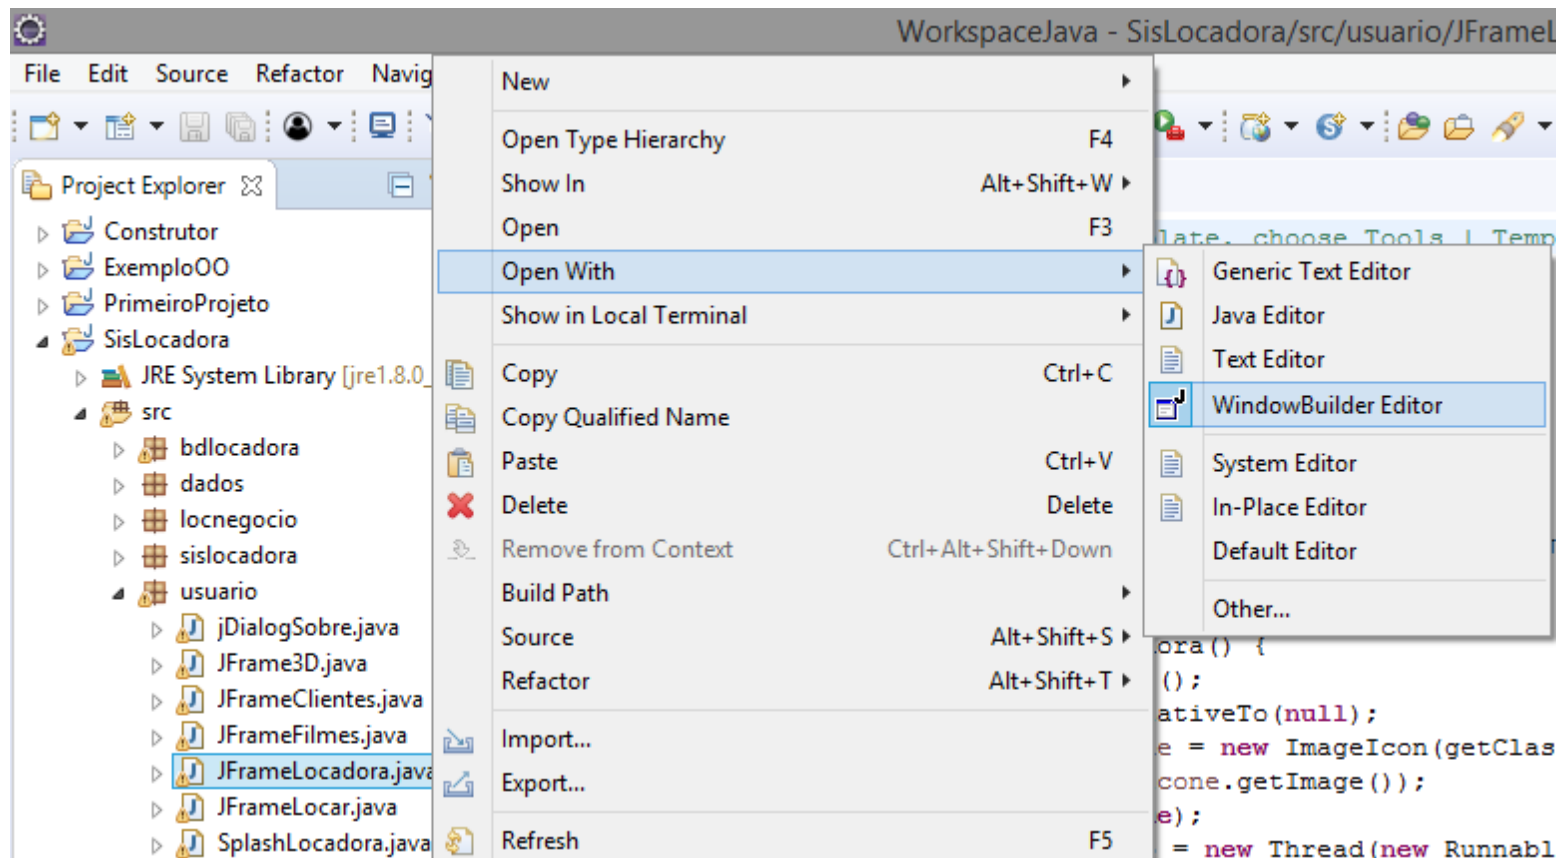 WorkspaceJava - SisLocadora/src/usuario/JFrameL
File Edit Source Refactor Navig
Project Explorer
Construtor
ExemploOO
PrimeiroProjeto
SisLocadora
JRE System Library [jre1.8.0_
src
bdlocadora
dados
locnegocio
sislocadora
usuario
jDialogSobre.java
JFrame3D.java
JFrameClientes.java
JFrameFilmes.java
JFrameLocadora.java
JFrameLocar.java
SplashLocadora.java
New
Open Type Hierarchy F4
Show In Alt+Shift+W
Open F3
Open With
Show in Local Terminal
Copy Ctrl+C
Copy Qualified Name
Paste Ctrl+V
Delete Delete
Remove from Context Ctrl+Alt+Shift+Down
Build Path
Source Alt+Shift+S
Refactor Alt+Shift+T
Import...
Export...
Refresh F5
late, choose Tools | Temp
Generic Text Editor
Java Editor
Text Editor
WindowBuilder Editor
System Editor
In-Place Editor
Default Editor
Other...
ora() {
();
ativeTo(null);
e = new ImageIcon(getClas
cone.getImage());
e);
= new Thread(new Runnabl